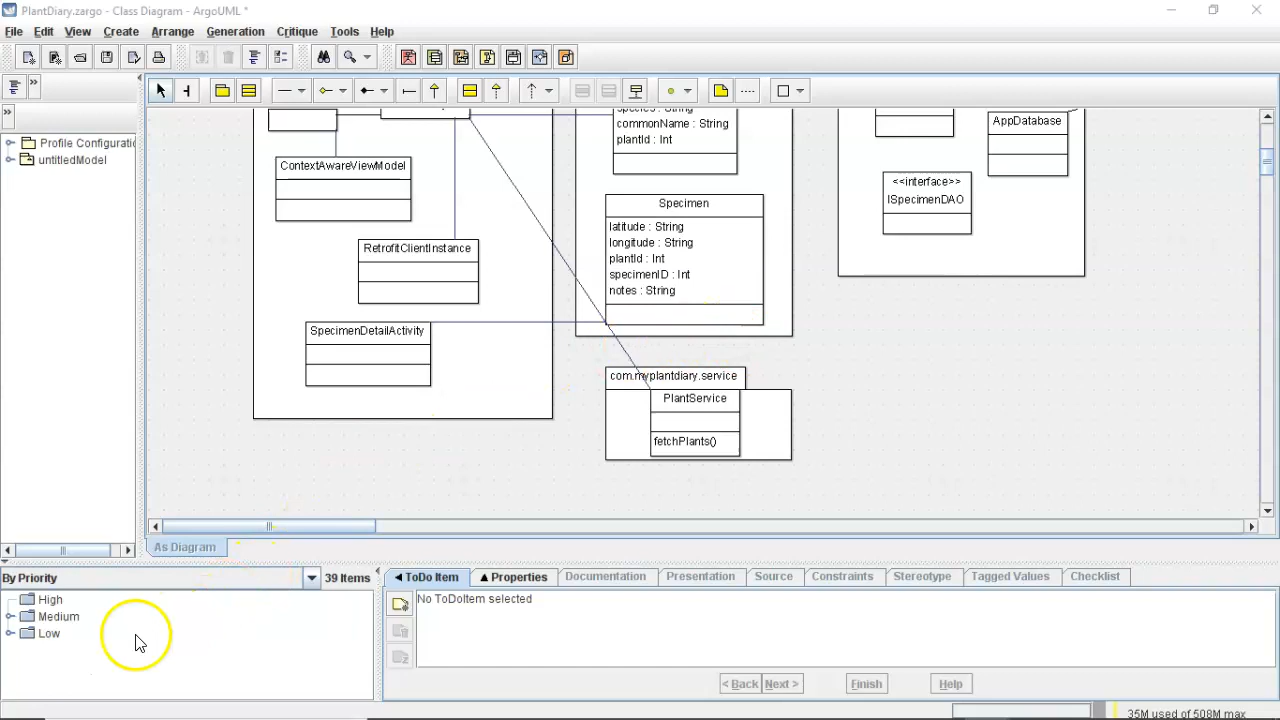 PlantDiary.zargo - Class Diagram - ArgoUML *
File Edit View Create Arrange Generation Critique Tools Help
Profile Configuratio
untitledModel
species : String
commonName : String
plantId : Int
AppDatabase
ContextAwareViewModel
<<interface>>
ISpecimenDAO
Specimen
latitude : String
longitude : String
plantId : Int
specimenID : Int
notes : String
RetrofitClientInstance
SpecimenDetailActivity
com.myplantdiary.service
PlantService
fetchPlants()
As Diagram
By Priority 39 Items
High
Medium
Low
ToDo Item Properties Documentation Presentation Source Constraints Stereotype Tagged Values Checklist
No ToDoItem selected
< Back Next > Finish Help
35M used of 508M max